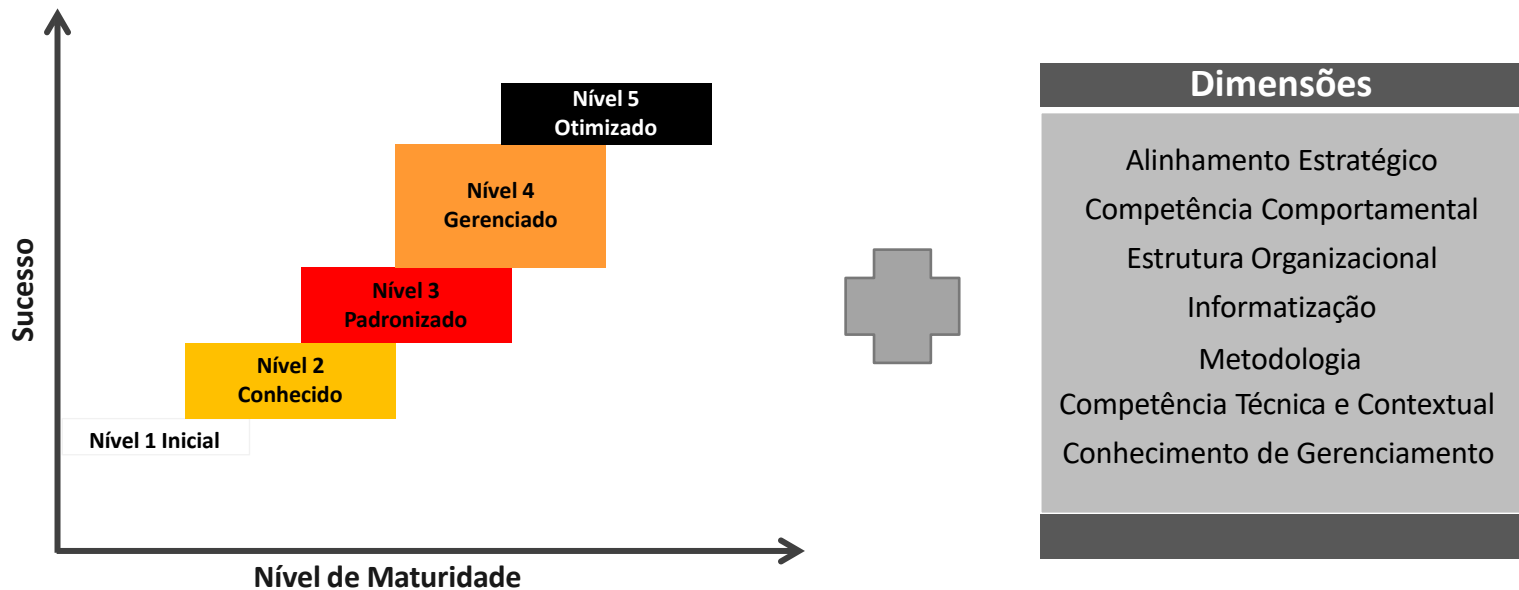 Sucesso
Nível 5
Otimizado
Nível 4
Gerenciado
Nível 3
Padronizado
Nível 2
Conhecido
Nível 1 Inicial
Nível de Maturidade
Dimensões
Alinhamento Estratégico
Competência Comportamental
Estrutura Organizacional
Informatização
Metodologia
Competência Técnica e Contextual
Conhecimento de Gerenciamento